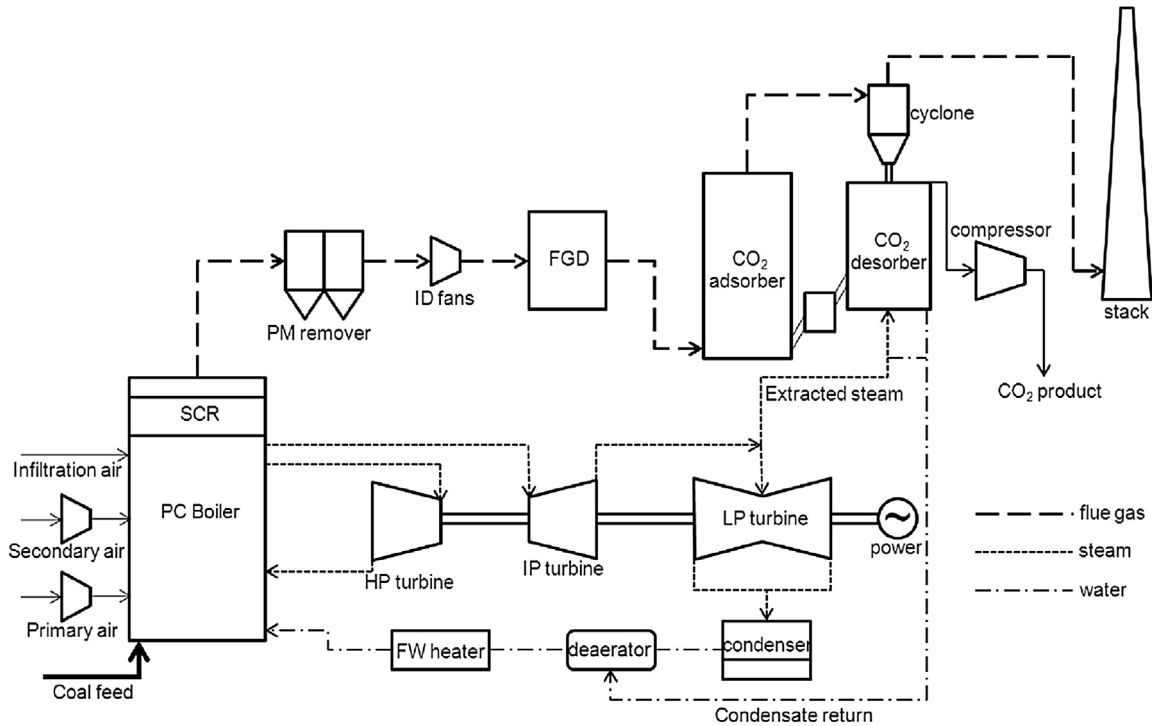 cyclone
CO₂
adsorber
CO₂
desorber
compressor
stack
FGD
ID fans
PM remover
CO₂ product
Extracted steam
SCR
Infiltration air
PC Boiler
Secondary air
Primary air
Coal feed
HP turbine
IP turbine
LP turbine
~
power
flue gas
steam
water
FW heater
deaerator
condenser
Condensate return